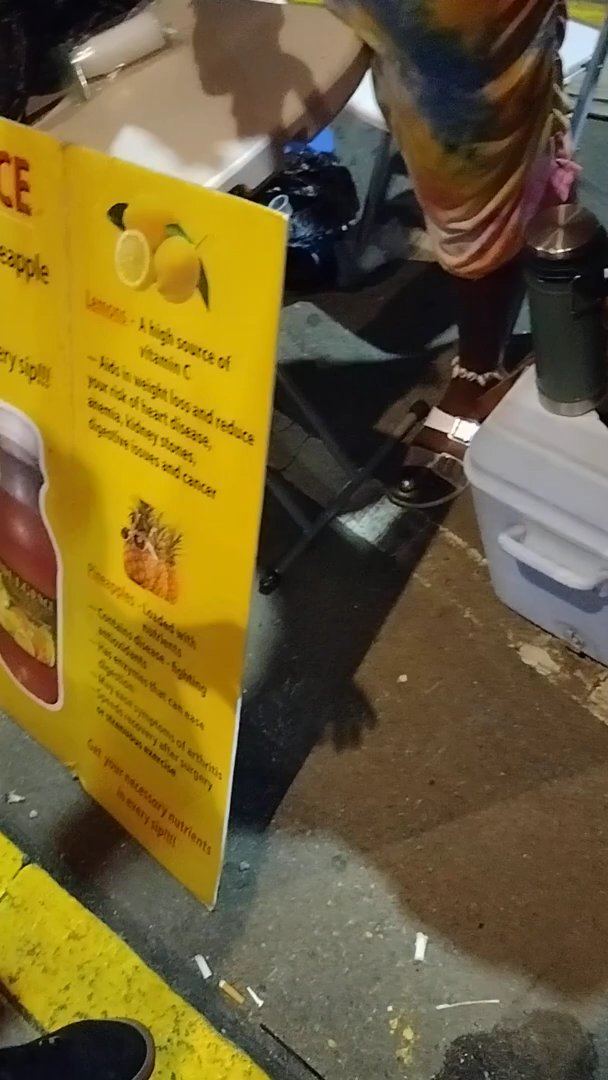 CE
eapple
ery sip!!!
Lemons - A high source of
vitamin C
- Aids in weight loss and reduce
your risk of heart disease,
anemia, kidney stones,
digestive issues and cancer
Pineapples - Loaded with
nutrients
- Contains disease - fighting
antioxidants
- Has enzymes that can ease
digestion
- May ease symptoms of arthritis
- Speeds recovery after surgery
or strenuous exercise
Get your necessary nutrients
in every sip!!!!